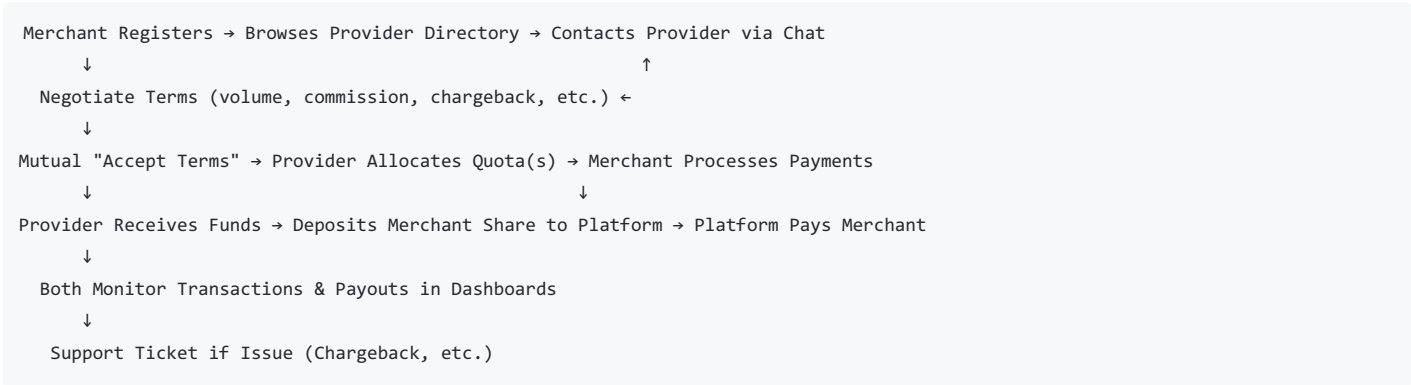 Merchant Registers → Browses Provider Directory → Contacts Provider via Chat
↓ ↑
Negotiate Terms (volume, commission, chargeback, etc.) ←
↓
Mutual "Accept Terms" → Provider Allocates Quota(s) → Merchant Processes Payments
↓ ↓
Provider Receives Funds → Deposits Merchant Share to Platform → Platform Pays Merchant
↓
Both Monitor Transactions & Payouts in Dashboards
↓
Support Ticket if Issue (Chargeback, etc.)